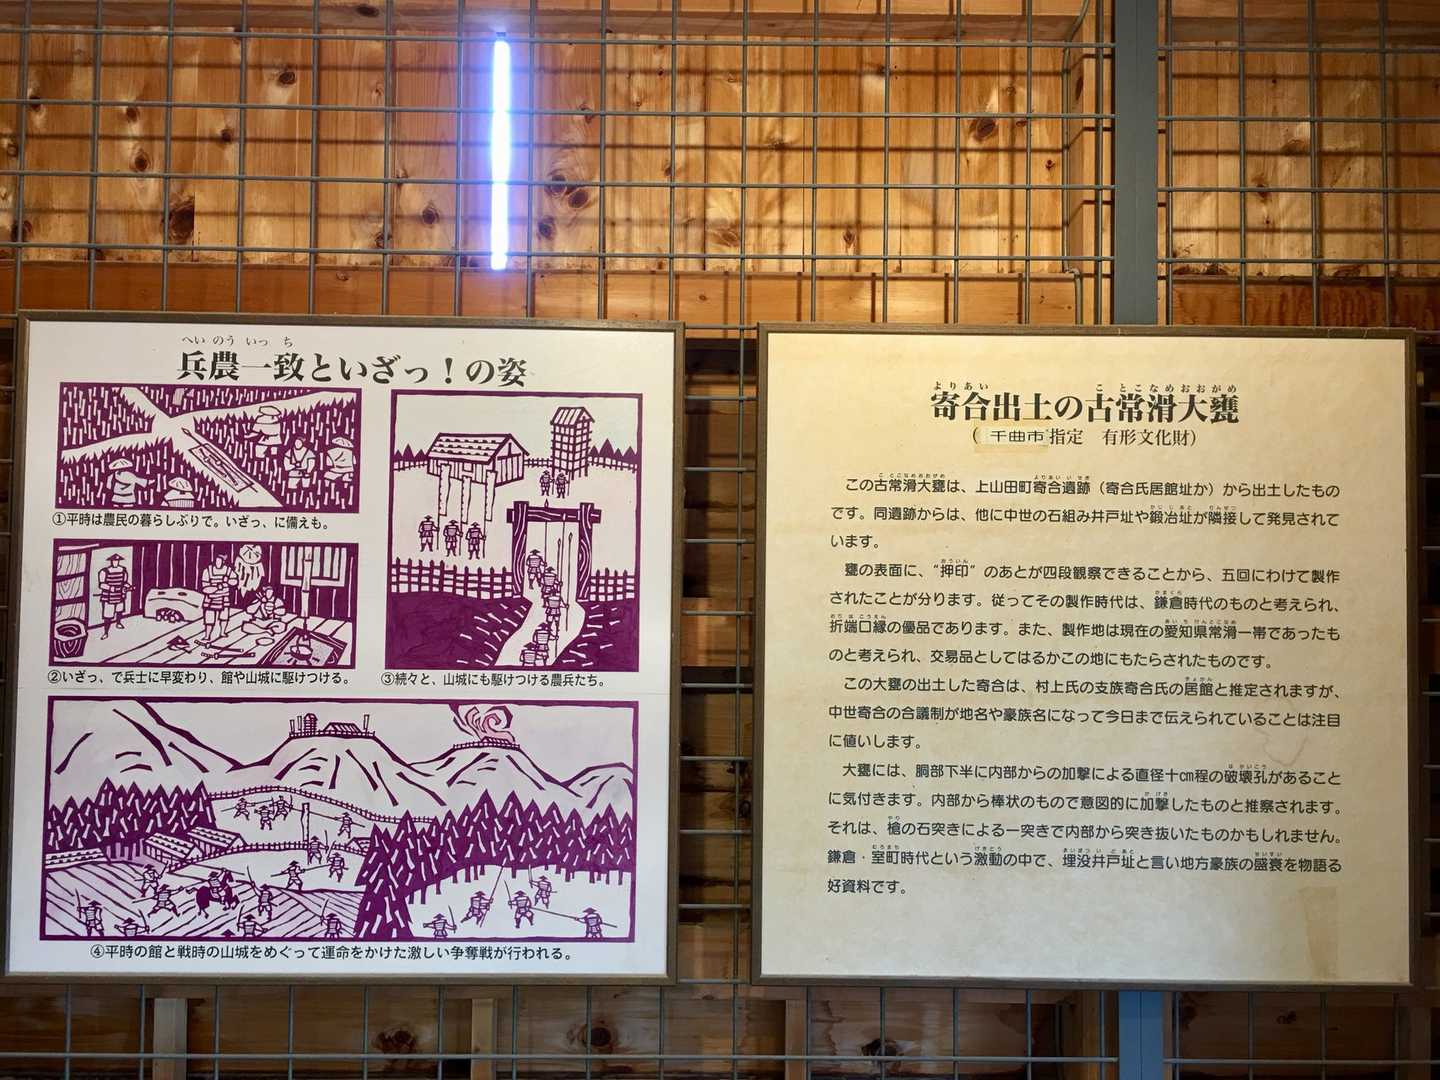 へいのういっち
兵農一致といざっ！の姿
①平時は農民の暮らしぶりで。いざっ、に備えも。
②いざっ、で兵士に早変わり、館や山城に駆けつける。
③続々と、山城にも駆けつける農兵たち。
④平時の館と戦時の山城をめぐって運命をかけた激しい争奪戦が行われる。
よりあい ことこなめおおがめ
寄合出土の古常滑大甕
（千曲市指定　有形文化財）
この古常滑大甕は、上山田町寄合遺跡（寄合氏居館址か）から出土したもの
です。同遺跡からは、他に中世の石組み井戸址や鍛冶址が隣接して発見されて
います。
甕の表面に、“押印”のあとが四段観察できることから、五回にわけて製作
されたことが分ります。従ってその製作時代は、鎌倉時代のものと考えられ、
折端口縁の優品であります。また、製作地は現在の愛知県常滑一帯であったも
のと考えられ、交易品としてはるかこの地にもたらされたものです。
この大甕の出土した寄合は、村上氏の支族寄合氏の居館と推定されますが、
中世寄合の合議制が地名や豪族名になって今日まで伝えられていることは注目
に値いします。
大甕には、胴部下半に内部からの加撃による直径十cm程の破壊孔があること
に気付きます。内部から棒状のもので意図的に加撃したものと推察されます。
それは、槍の石突きによる一突きで内部から突き抜いたものかもしれません。
鎌倉・室町時代という激動の中で、埋没井戸址と言い地方豪族の盛衰を物語る
好資料です。